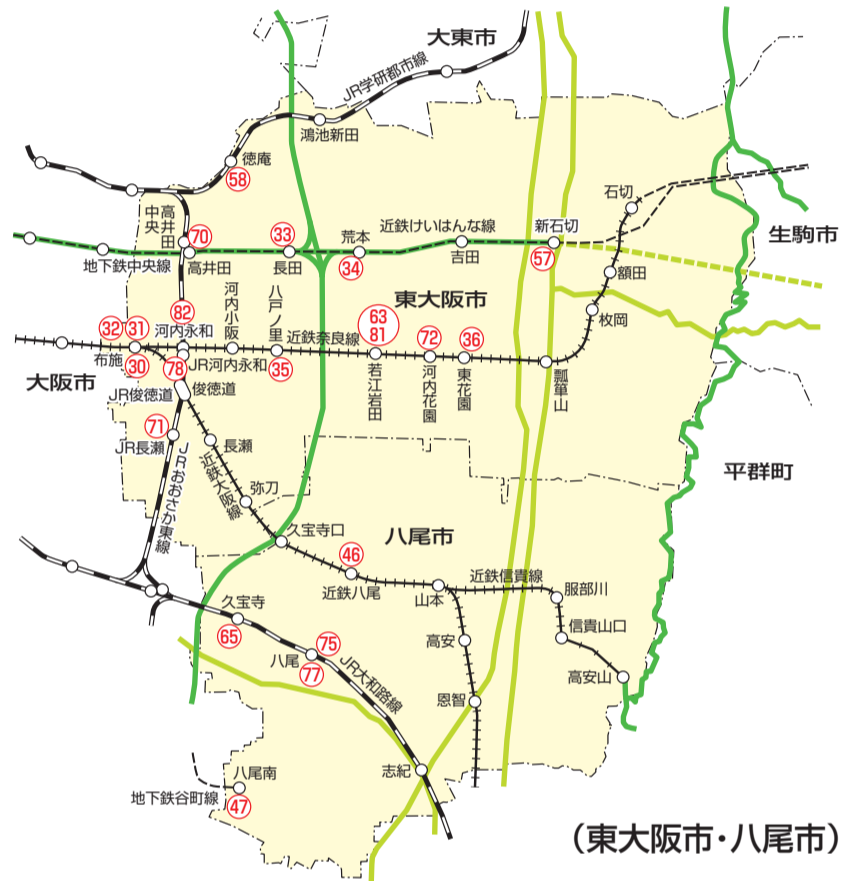 大東市
JR学研都市線
鴻池新田
徳庵
58
石切
高井田中央
70
33
荒本
近鉄けいはんな線
新石切
生駒市
地下鉄中央線
高井田
長田
34
吉田
57
額田
82
河内小阪
八戸ノ里
東大阪市
枚岡
32
31
河内永和
近鉄奈良線
63
81
72
36
布施
30
78
JR河内永和
35
若江岩田
河内花園
東花園
瓢箪山
大阪市
JR俊徳道
俊徳道
71
JR長瀬
長瀬
近鉄大阪線
JRおおさか東線
弥刀
平群町
久宝寺口
八尾市
46
近鉄八尾
山本
近鉄信貴線
服部川
久宝寺
65
75
八尾
77
JR大和路線
高安
信貴山口
高安山
恩智
志紀
八尾南
地下鉄谷町線
47
(東大阪市・八尾市)